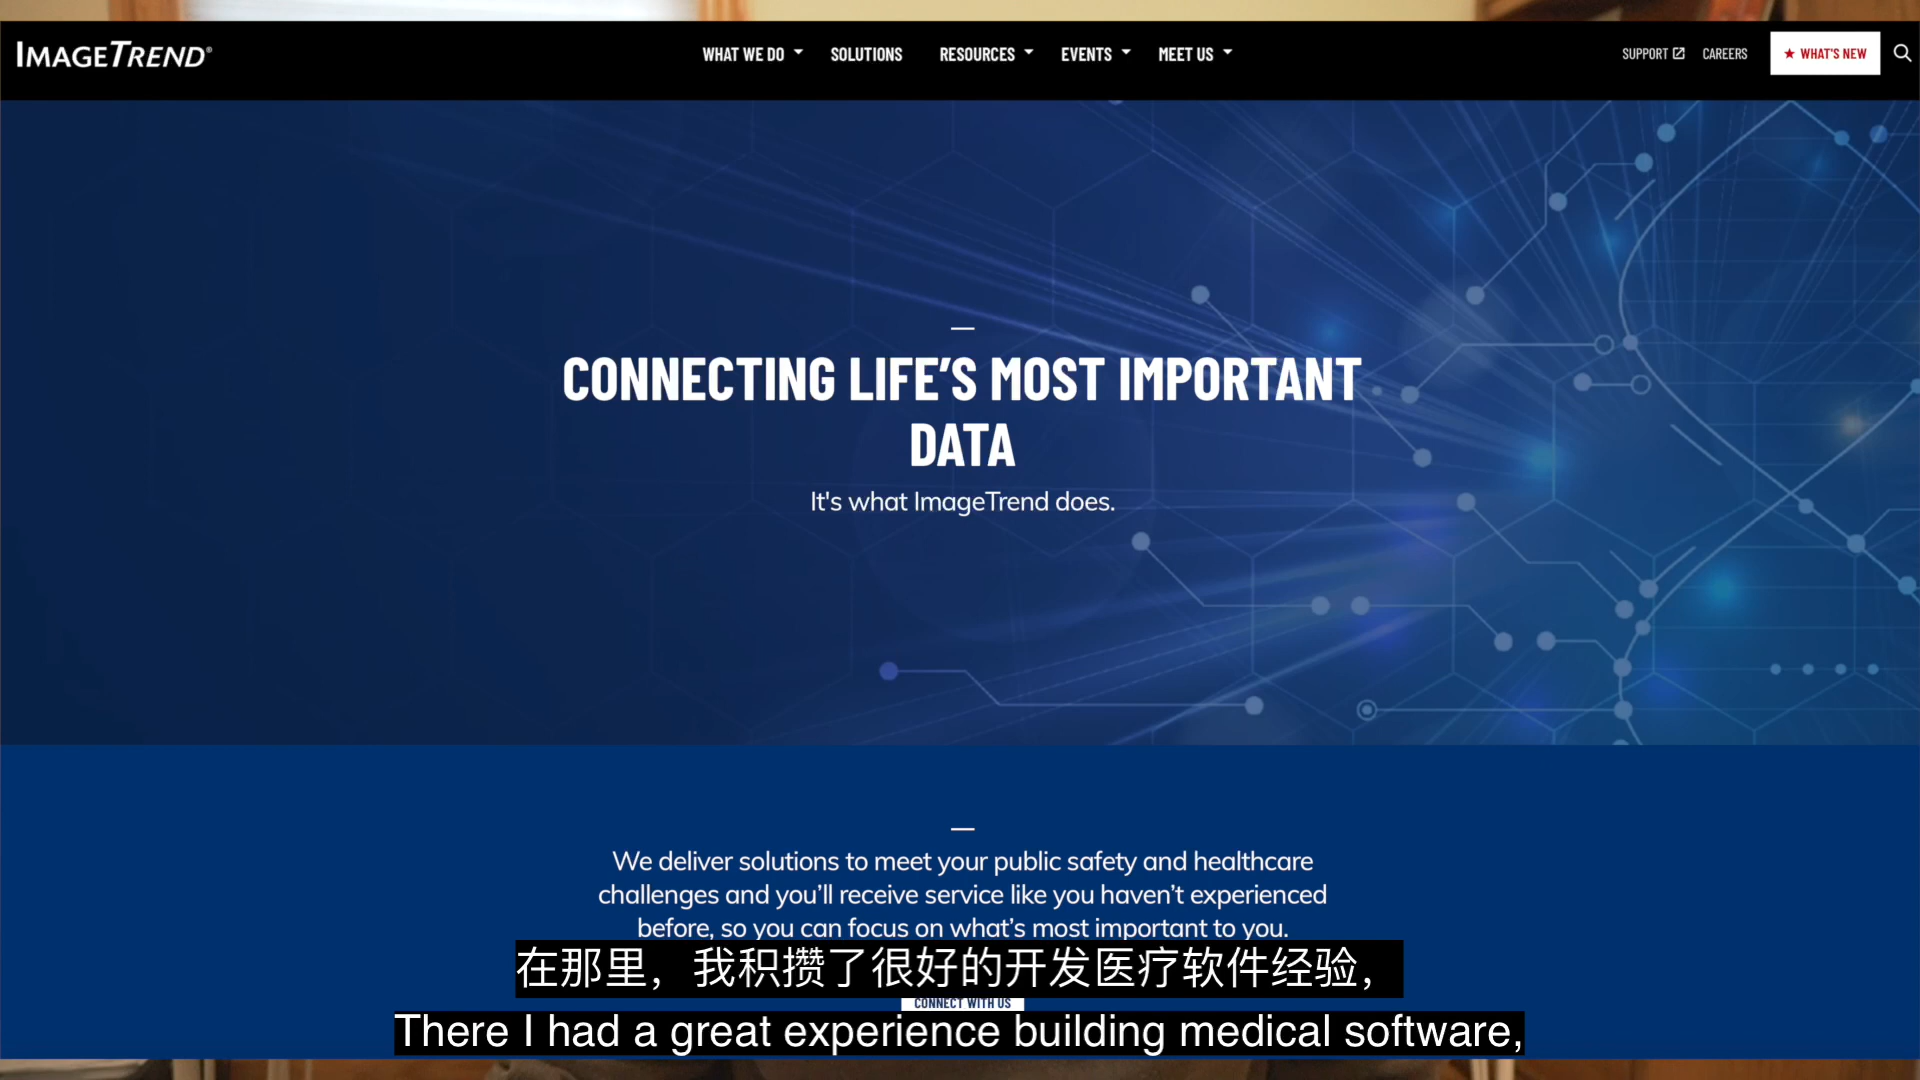 IMAGETREND®
WHAT WE DO
SOLUTIONS
RESOURCES
EVENTS
MEET US
SUPPORT
CAREERS
★ WHAT'S NEW
CONNECTING LIFE’S MOST IMPORTANT
DATA
It's what ImageTrend does.
We deliver solutions to meet your public safety and healthcare
challenges and you’ll receive service like you haven’t experienced
before, so you can focus on what’s most important to you.
在那里，我积攒了很好的开发医疗软件经验，
CONNECT WITH US
There I had a great experience building medical software,